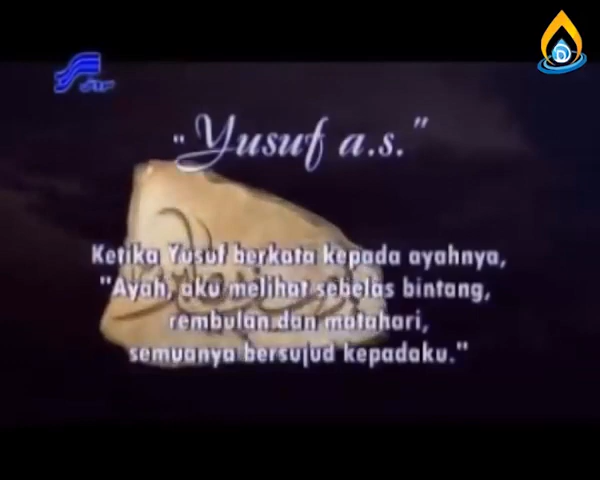 "Yusuf a.s."
Ketika Yusuf berkata kepada ayahnya,
"Ayah, aku melihat sebelas bintang,
rembulan dan matahari,
semuanya bersujud kepadaku."